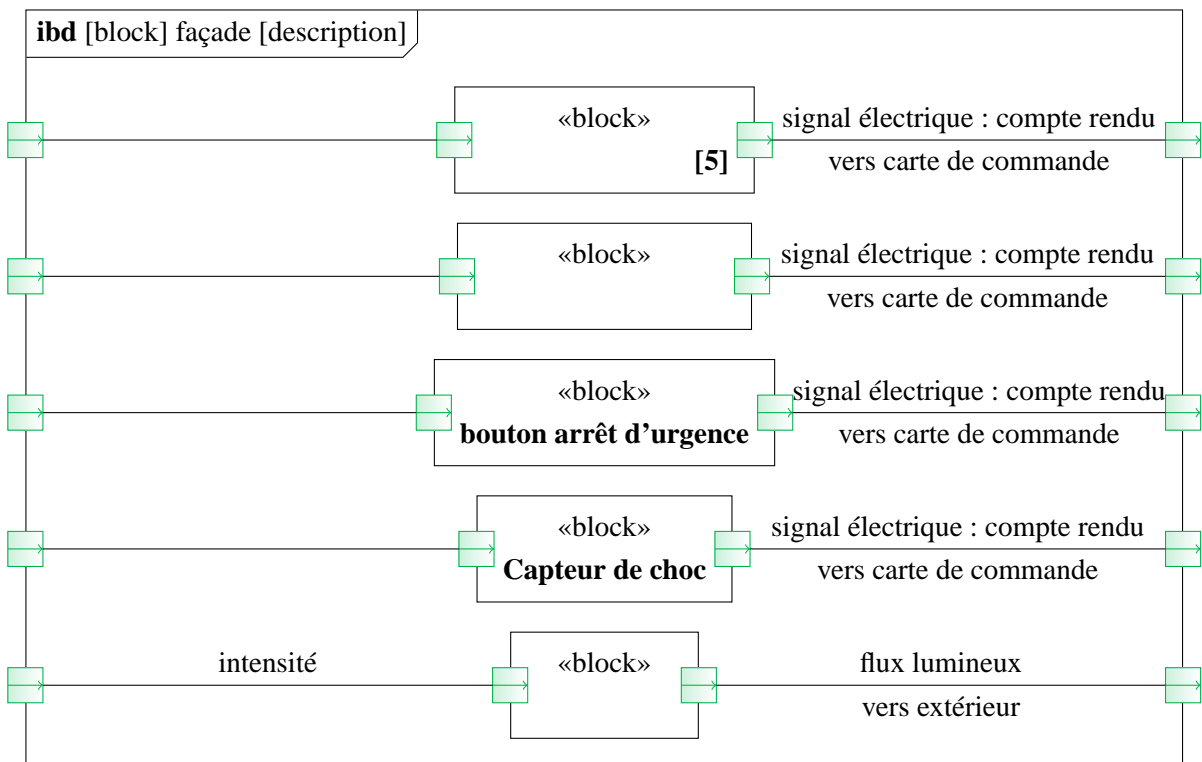 ibd [block] façade [description]
«block»
[5]
signal électrique : compte rendu
vers carte de commande
«block»
signal électrique : compte rendu
vers carte de commande
«block»
bouton arrêt d'urgence
signal électrique : compte rendu
vers carte de commande
«block»
Capteur de choc
signal électrique : compte rendu
vers carte de commande
intensité
«block»
flux lumineux
vers extérieur